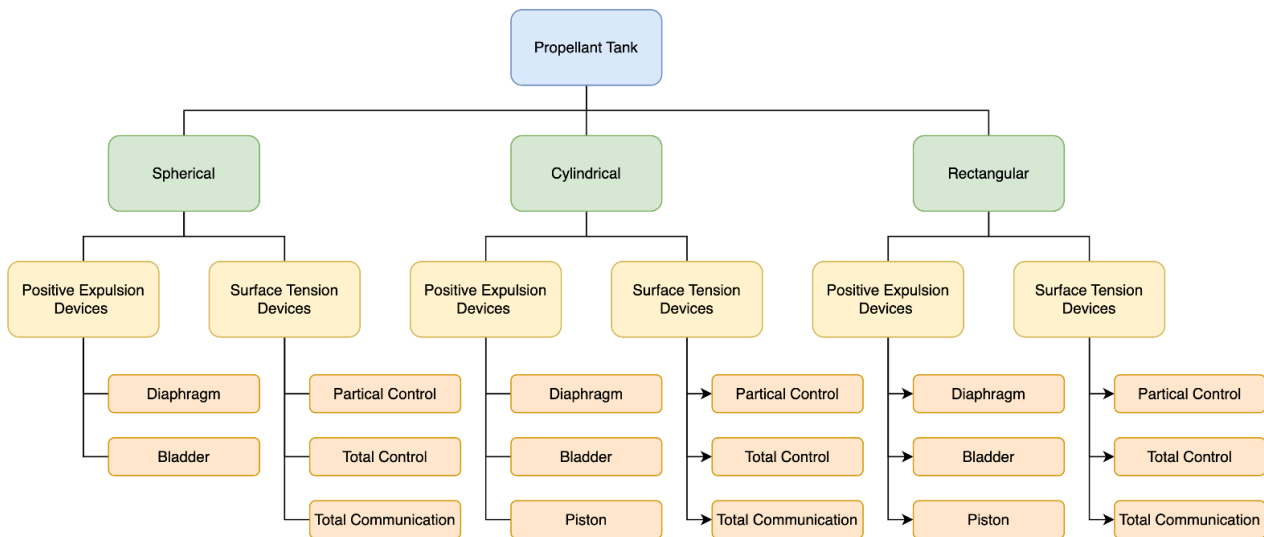 Propellant Tank
Spherical
Cylindrical
Rectangular
Positive Expulsion
Devices
Surface Tension
Devices
Positive Expulsion
Devices
Surface Tension
Devices
Positive Expulsion
Devices
Surface Tension
Devices
Diaphragm
Partical Control
Diaphragm
Partical Control
Diaphragm
Partical Control
Bladder
Total Control
Bladder
Total Control
Bladder
Total Control
Total Communication
Piston
Total Communication
Piston
Total Communication